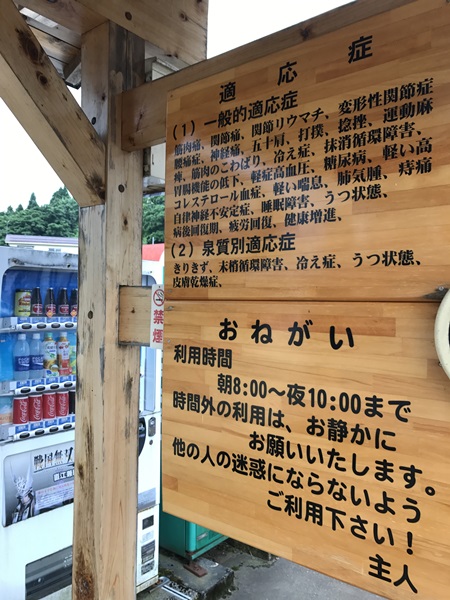 適応症
(1) 一般的適応症
筋肉痛、関節痛、関節リウマチ、変形性関節症
腰痛症、神経痛、五十肩、打撲、捻挫、運動麻
痺、筋肉のこわばり、冷え症、抹消循環障害、
胃腸機能の低下、軽症高血圧、糖尿病、軽い高
コレステロール血症、軽い喘息、肺気腫、痔痛
自律神経不安定症、睡眠障害、うつ状態、
病後回復期、疲労回復、健康増進、
(2) 泉質別適応症
きりきず、末梢循環障害、冷え症、うつ状態、
皮膚乾燥症、
禁煙
おねがい
利用時間
朝8:00〜夜10:00まで
時間外の利用は、お静かに
お願いいたします。
他の人の迷惑にならないよう
ご利用下さい！
主人